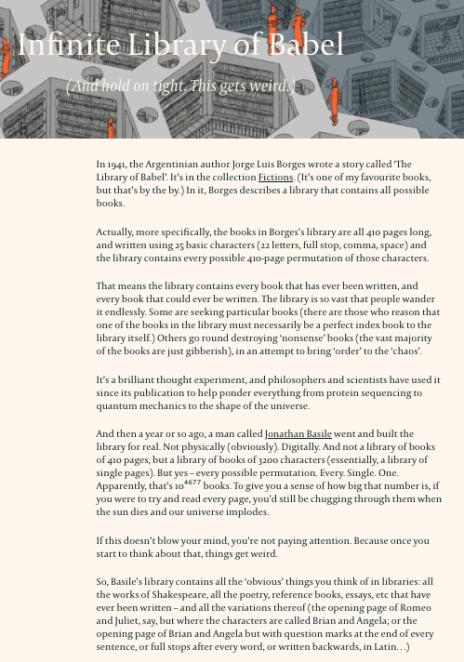 Infinite Library of Babel
(And hold on tight. This gets weird.)
In 1941, the Argentinian author Jorge Luis Borges wrote a story called ‘The
Library of Babel’. It’s in the collection Fictions. (It’s one of my favourite books,
but that’s by the by.) In it, Borges describes a library that contains all possible
books.
Actually, more specifically, the books in Borges’s library are all 410 pages long,
and written using 25 basic characters (22 letters, full stop, comma, space) and
the library contains every possible 410-page permutation of those characters.
That means the library contains every book that has ever been written, and
every book that could ever be written. The library is so vast that people wander
it endlessly. Some are seeking particular books (there are those who reason that
one of the books in the library must necessarily be a perfect index book to the
library itself.) Others go round destroying ‘nonsense’ books (the vast majority
of the books are just gibberish), in an attempt to bring ‘order’ to the ‘chaos’.
It’s a brilliant thought experiment, and philosophers and scientists have used it
since its publication to help ponder everything from protein sequencing to
quantum mechanics to the shape of the universe.
And then a year or so ago, a man called Jonathan Basile went and built the
library for real. Not physically (obviously). Digitally. And not a library of books
of 410 pages, but a library of books of 3200 characters (essentially, a library of
single pages). But yes – every possible permutation. Every. Single. One.
Apparently, that’s 10⁴⁶⁷⁷ books. To give you a sense of how big that number is, if
you were to try and read every page, you’d still be chugging through them when
the sun dies and our universe implodes.
If this doesn’t blow your mind, you’re not paying attention. Because once you
start to think about that, things get weird.
So, Basile’s library contains all the ‘obvious’ things you think of in libraries: all
the works of Shakespeare, all the poetry, reference books, essays, etc that have
ever been written – and all the variations thereof (the opening page of Romeo
and Juliet, say, but where the characters are called Brian and Angela; or the
opening page of Brian and Angela but with question marks at the end of every
sentence, or full stops after every word, or written backwards, in Latin…)